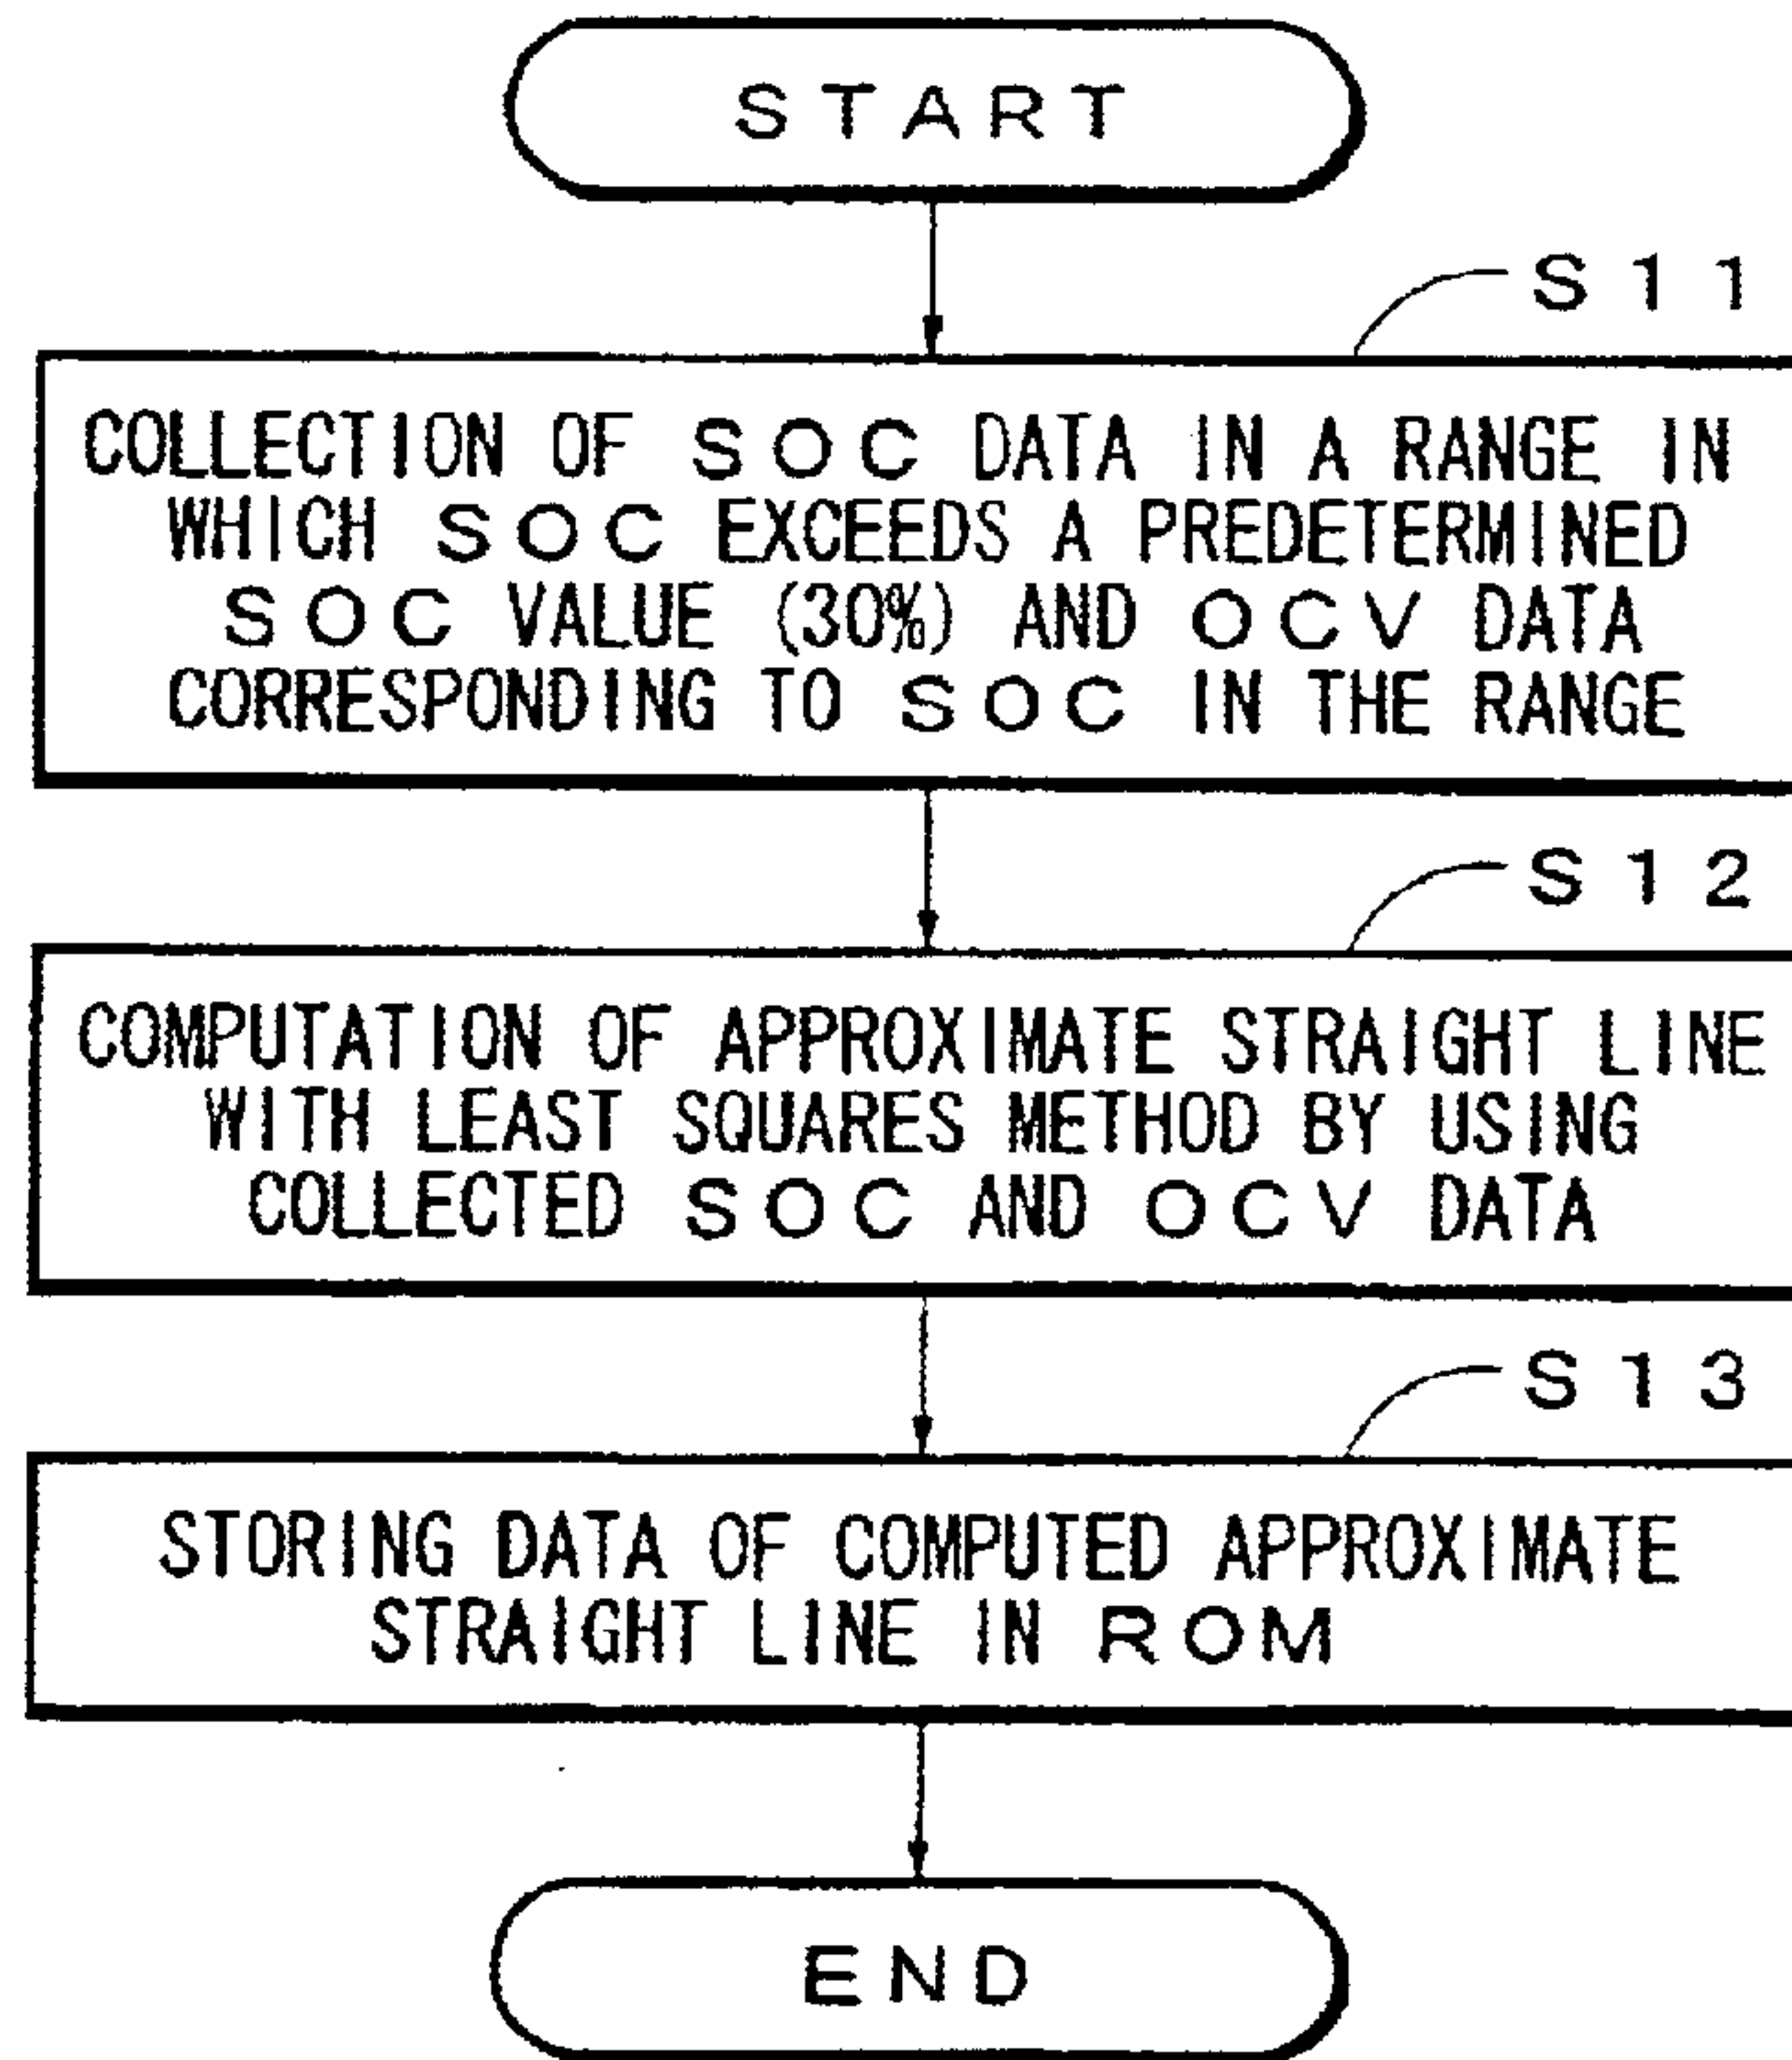 START
S11
COLLECTION OF SOC DATA IN A RANGE IN
WHICH SOC EXCEEDS A PREDETERMINED
SOC VALUE (30%) AND OCV DATA
CORRESPONDING TO SOC IN THE RANGE
S12
COMPUTATION OF APPROXIMATE STRAIGHT LINE
WITH LEAST SQUARES METHOD BY USING
COLLECTED SOC AND OCV DATA
S13
STORING DATA OF COMPUTED APPROXIMATE
STRAIGHT LINE IN ROM
END